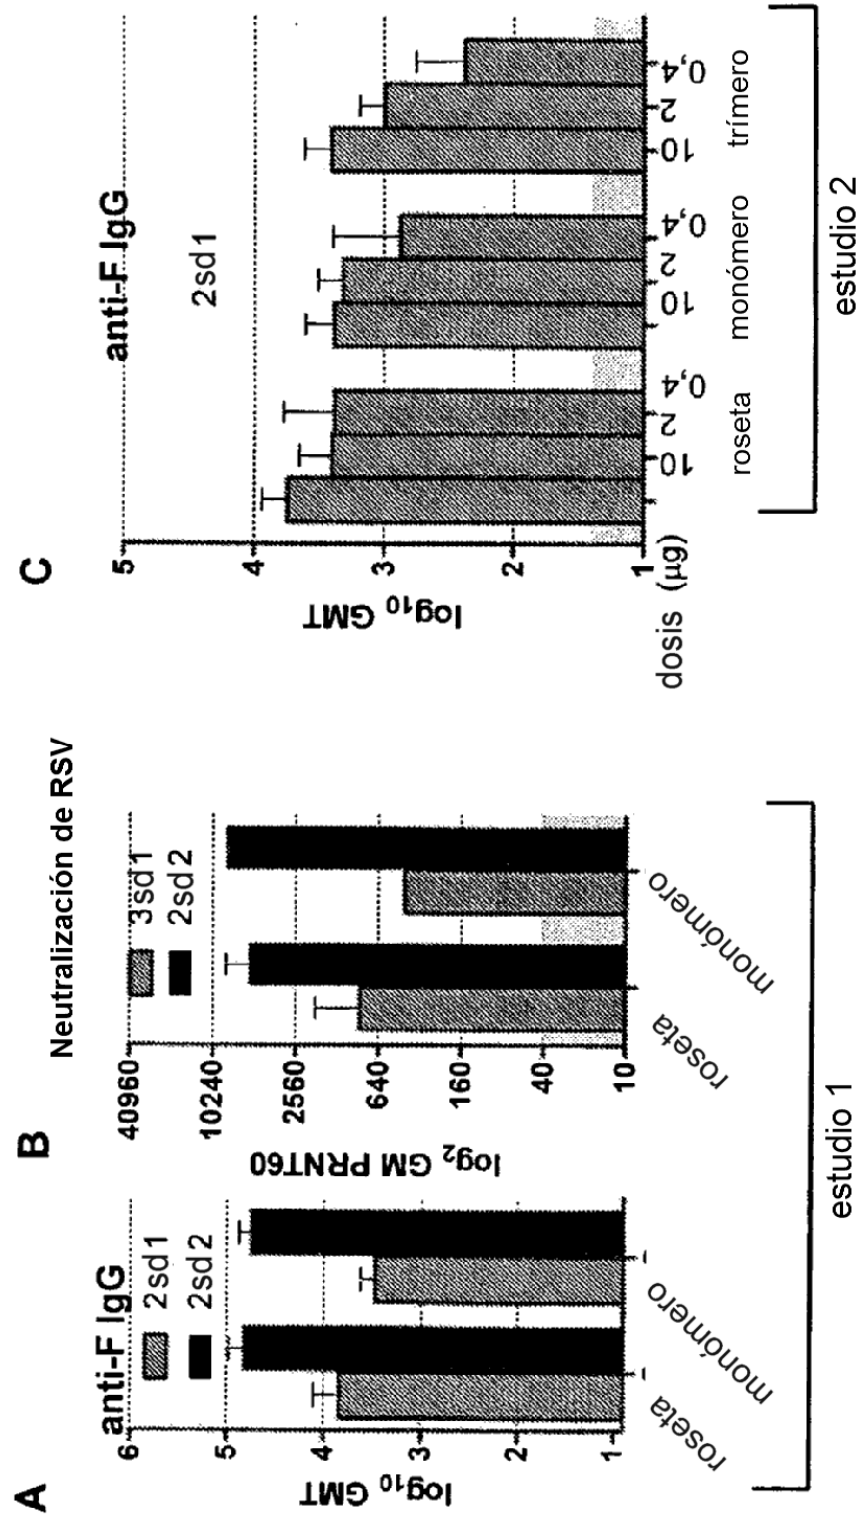 A
anti-F IgG
2sd1
2sd2
log10 GMT
6
5
4
3
2
1
roseta
monómero
B
Neutralización de RSV
3sd1
2sd2
log2 GM PRNT60
40960
10240
2560
640
160
40
10
roseta
monómero
estudio 1
C
anti-F IgG
2sd1
log10 GMT
5
4
3
2
1
dosis (µg)
10
2
0,4
10
2
0,4
10
2
0,4
roseta
monómero
trímero
estudio 2